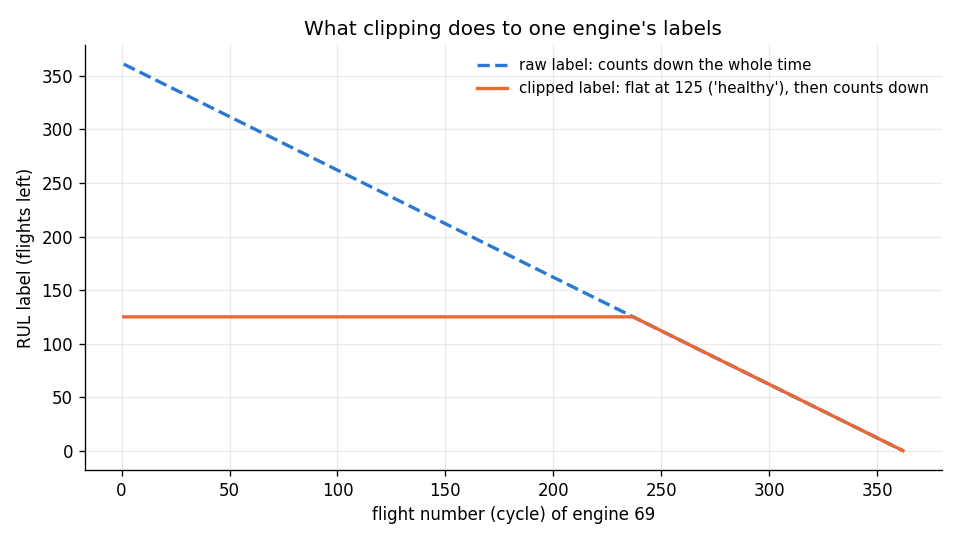 What clipping does to one engine's labels
raw label: counts down the whole time
clipped label: flat at 125 ('healthy'), then counts down
RUL label (flights left)
350
300
250
200
150
100
50
0
0 50 100 150 200 250 300 350
flight number (cycle) of engine 69